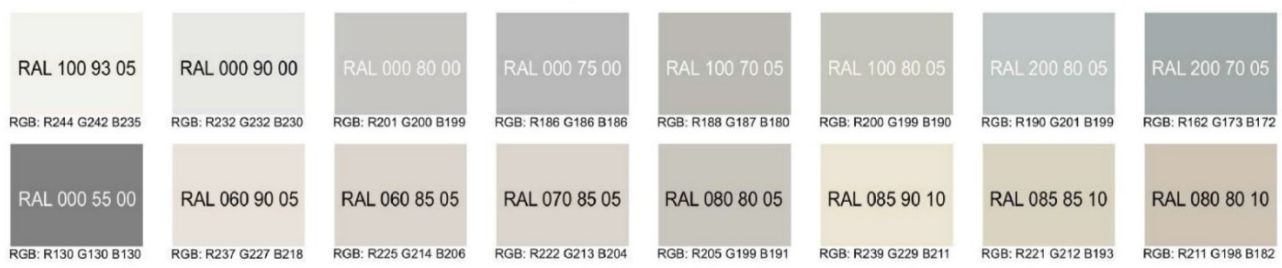 RAL 100 93 05 RAL 000 90 00 RAL 000 80 00 RAL 000 75 00 RAL 100 70 05 RAL 100 80 05 RAL 200 80 05 RAL 200 70 05
RGB: R244 G242 B235 RGB: R232 G232 B230 RGB: R201 G200 B199 RGB: R186 G186 B186 RGB: R188 G187 B180 RGB: R200 G199 B190 RGB: R190 G201 B199 RGB: R162 G173 B172
RAL 000 55 00 RAL 060 90 05 RAL 060 85 05 RAL 070 85 05 RAL 080 80 05 RAL 085 90 10 RAL 085 85 10 RAL 080 80 10
RGB: R130 G130 B130 RGB: R237 G227 B218 RGB: R225 G214 B206 RGB: R222 G213 B204 RGB: R205 G199 B191 RGB: R239 G229 B211 RGB: R221 G212 B193 RGB: R211 G198 B182